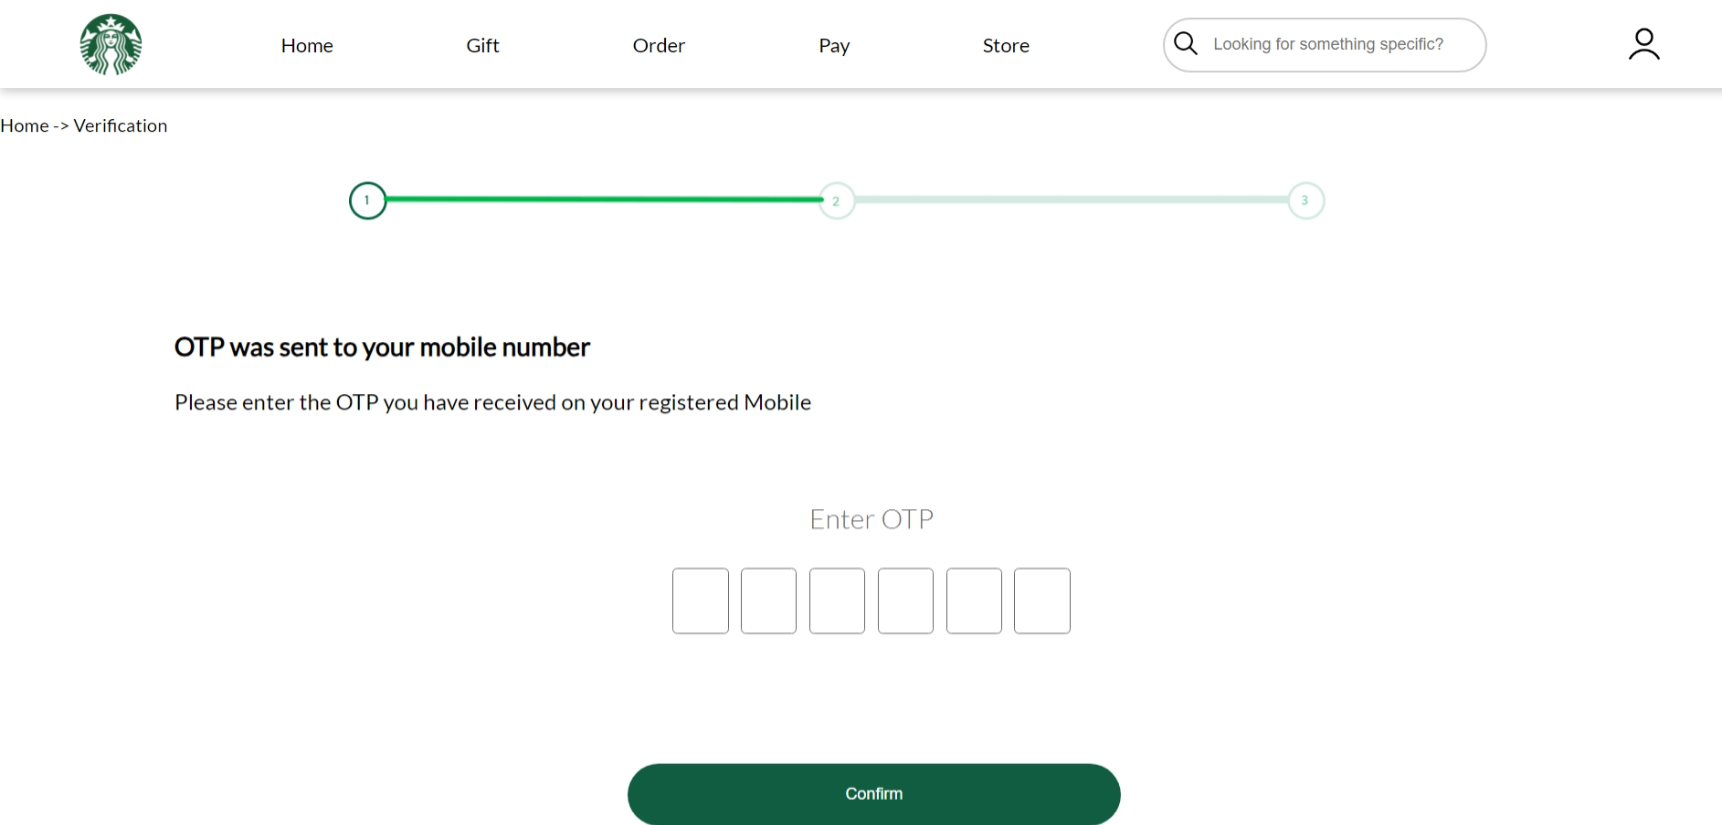 Home Gift Order Pay Store Looking for something specific?
Home -> Verification
1 2 3
OTP was sent to your mobile number
Please enter the OTP you have received on your registered Mobile
Enter OTP
Confirm